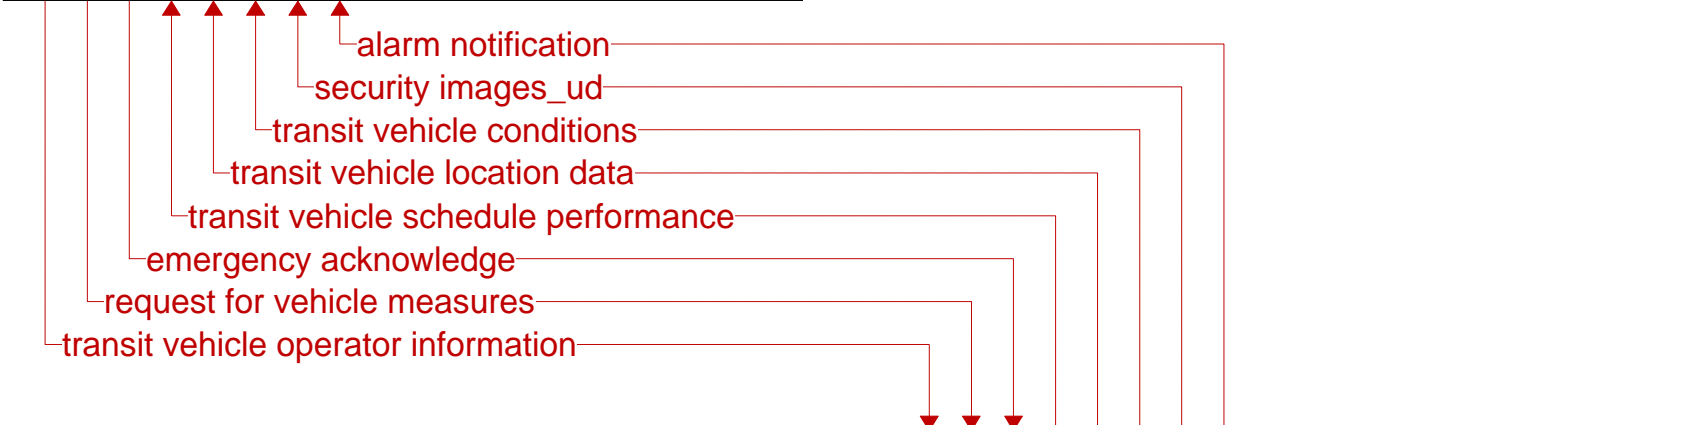 alarm notification
security images_ud
transit vehicle conditions
transit vehicle location data
transit vehicle schedule performance
emergency acknowledge
request for vehicle measures
transit vehicle operator information